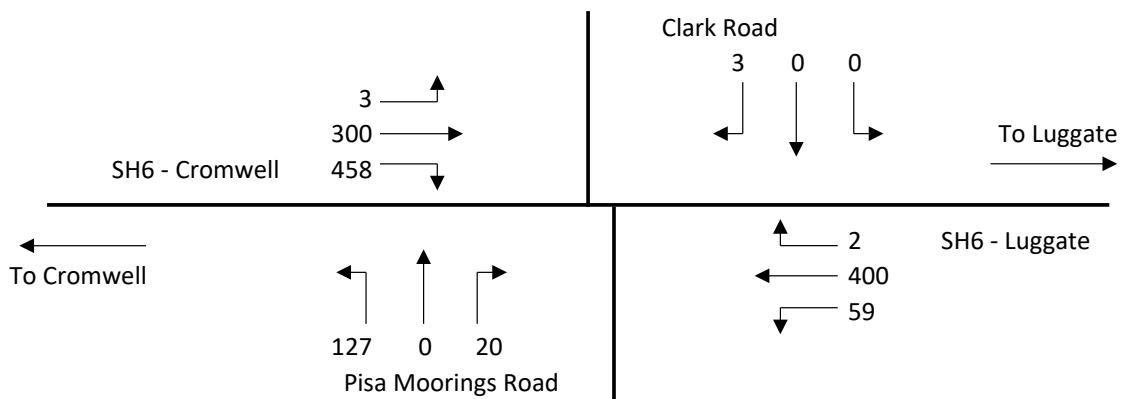 Clark Road
3 0 0
3
300
SH6 - Cromwell 458
To Luggate
To Cromwell
2 SH6 - Luggate
400
59
127 0 20
Pisa Moorings Road